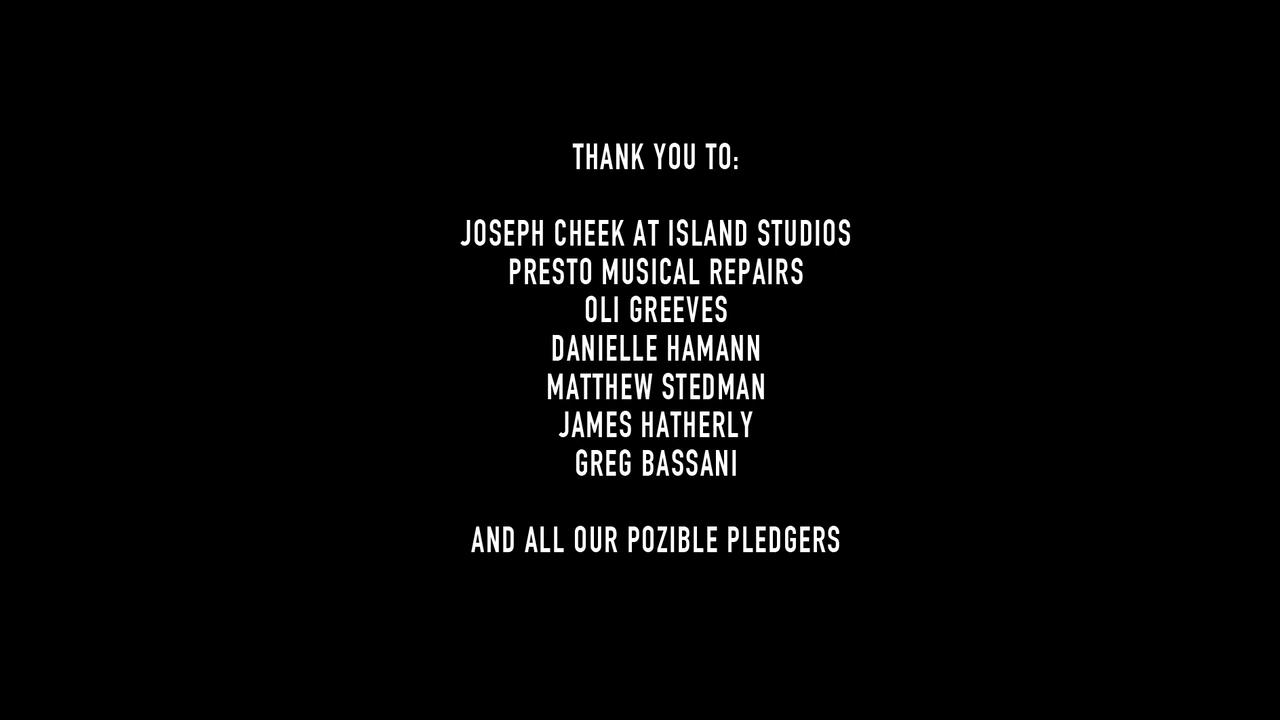 THANK YOU TO:
JOSEPH CHEEK AT ISLAND STUDIOS
PRESTO MUSICAL REPAIRS
OLI GREEVES
DANIELLE HAMANN
MATTHEW STEDMAN
JAMES HATHERLY
GREG BASSANI
AND ALL OUR POZIBLE PLEDGERS